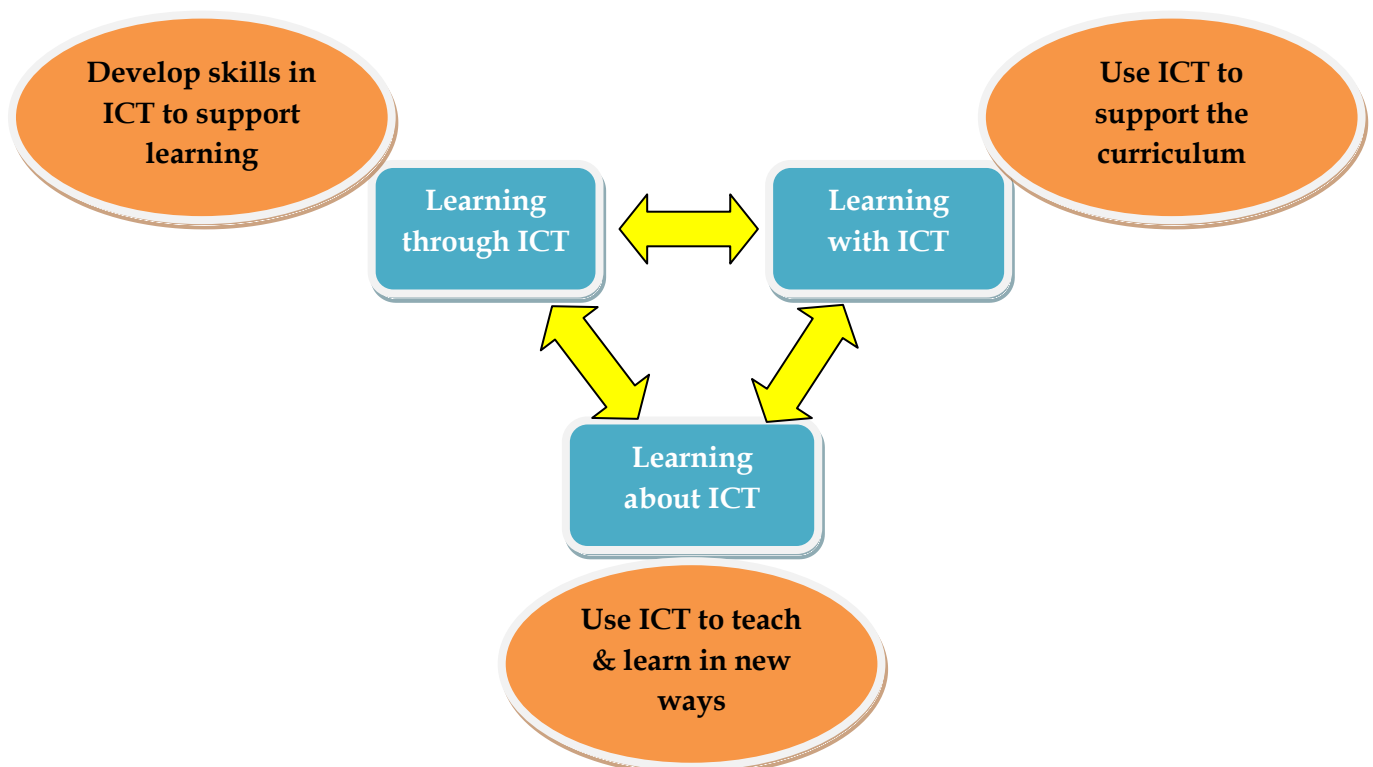 Develop skills in
ICT to support
learning
Use ICT to
support the
curriculum
Learning
through ICT
Learning
with ICT
Learning
about ICT
Use ICT to teach
& learn in new
ways